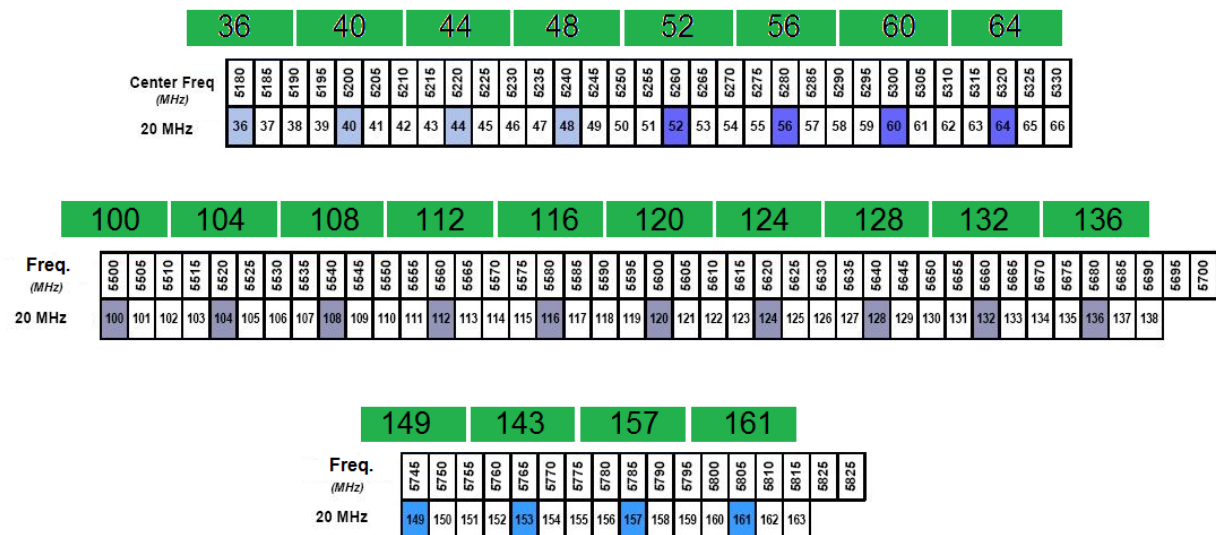 36 40 44 48 52 56 60 64
Center Freq 5180 5185 5190 5195 5200 5205 5210 5215 5220 5225 5230 5235 5240 5245 5250 5255 5260 5265 5270 5275 5280 5285 5290 5295 5300 5305 5310 5315 5320 5325 5330
(MHz)
20 MHz 36 37 38 39 40 41 42 43 44 45 46 47 48 49 50 51 52 53 54 55 56 57 58 59 60 61 62 63 64 65 66
100 104 108 112 116 120 124 128 132 136
Freq. 5500 5505 5510 5515 5520 5525 5530 5535 5540 5545 5550 5555 5560 5565 5570 5575 5580 5585 5590 5595 5600 5605 5610 5615 5620 5625 5630 5635 5640 5645 5650 5655 5660 5665 5670 5675 5680 5685 5690 5695 5700
(MHz)
20 MHz 100 101 102 103 104 105 106 107 108 109 110 111 112 113 114 115 116 117 118 119 120 121 122 123 124 125 126 127 128 129 130 131 132 133 134 135 136 137 138
149 143 157 161
Freq. 5745 5750 5755 5760 5765 5770 5775 5780 5785 5790 5795 5800 5805 5810 5815 5825 5825
(MHz)
20 MHz 149 150 151 152 153 154 155 156 157 158 159 160 161 162 163